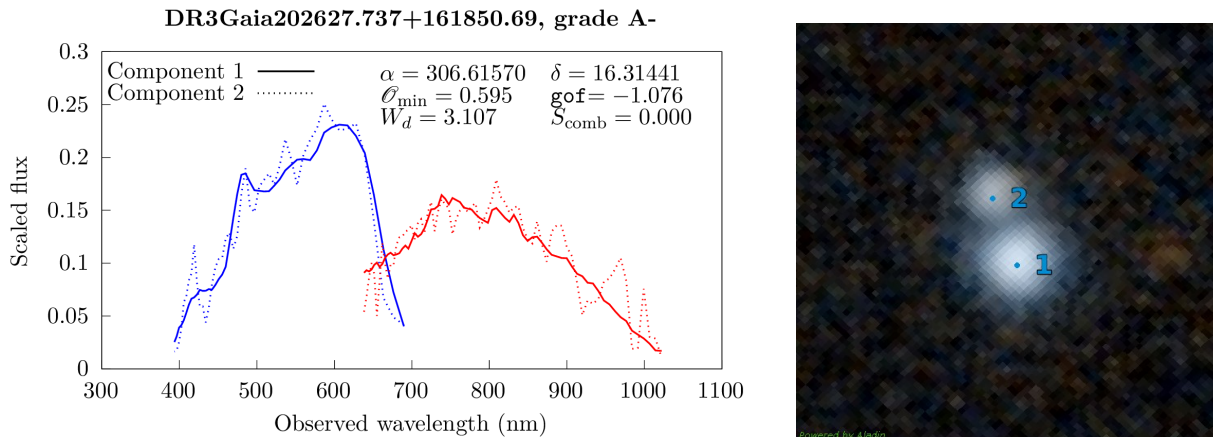 DR3Gaia202627.737+161850.69, grade A-
Component 1
Component 2
α = 306.61570 δ = 16.31441
𝒪min = 0.595 gof= −1.076
Wd = 3.107 Scomb = 0.000
Scaled flux
0.3
0.25
0.2
0.15
0.1
0.05
0
300 400 500 600 700 800 900 1000 1100
Observed wavelength (nm)
2
1
Powered by Aladin